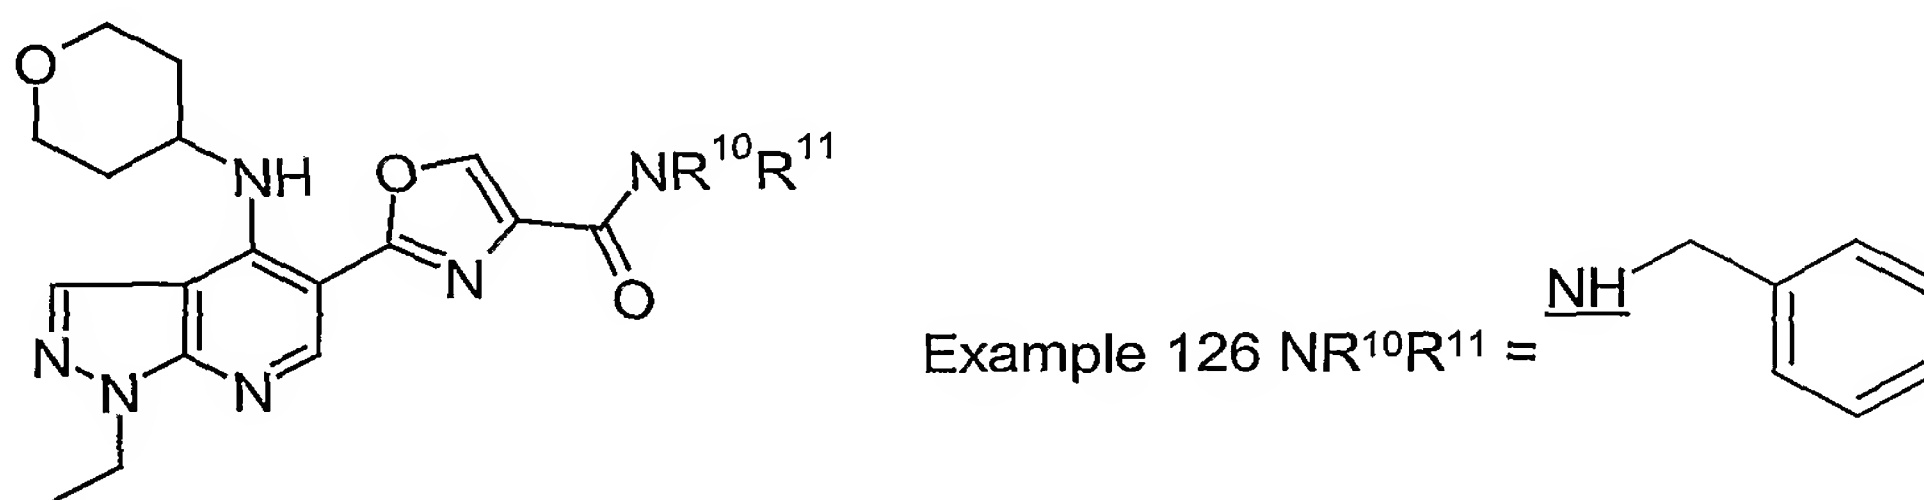 O
NH
O
NR¹⁰R¹¹
N
O
N
N
N
Example 126 NR¹⁰R¹¹ =
NH